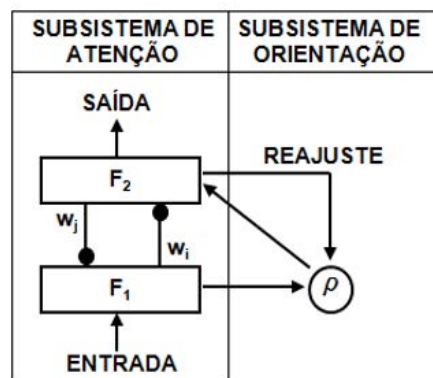 SUBSISTEMA DE
ATENÇÃO
SUBSISTEMA DE
ORIENTAÇÃO
SAÍDA
REAJUSTE
F₂
wⱼ
wᵢ
ρ
F₁
ENTRADA